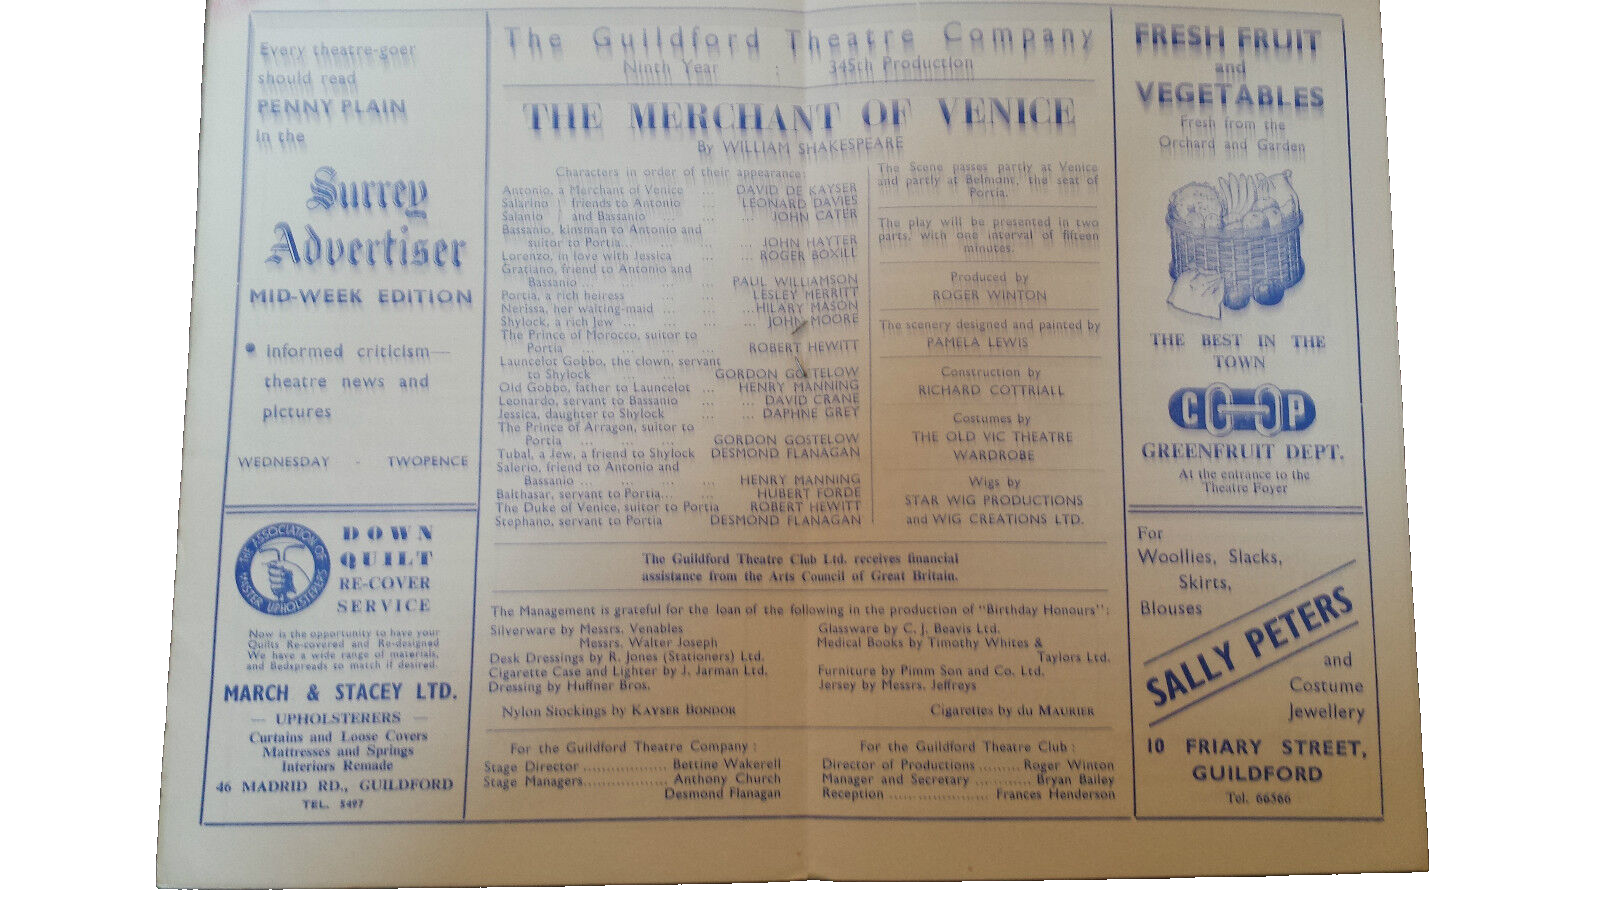 Every theatre-goer
should read
PENNY PLAIN
in the
Surrey
Advertiser
MID-WEEK EDITION
• informed criticism—
theatre news and
pictures
WEDNESDAY - TWOPENCE
THE ASSOCIATION OF MASTER UPHOLSTERERS
DOWN
QUILT
RE-COVER
SERVICE
Now is the opportunity to have your
Quilts Re-covered and Re-designed
We have a wide range of materials,
and Bedspreads to match if desired.
MARCH & STACEY LTD.
— UPHOLSTERERS —
Curtains and Loose Covers
Mattresses and Springs
Interiors Remade
46 MADRID RD., GUILDFORD
TEL. 5497
The Guildford Theatre Company
Ninth Year : 345th Production
THE MERCHANT OF VENICE
By WILLIAM SHAKESPEARE
Characters in order of their appearance:
Antonio, a Merchant of Venice ... DAVID DE KAYSER
Salarino } friends to Antonio ... LEONARD DAVIES
Salanio } and Bassanio ... ... ... JOHN CATER
Bassanio, kinsman to Antonio and
suitor to Portia... ... ... JOHN HAYTER
Lorenzo, in love with Jessica ... ... ROGER BOXILL
Gratiano, friend to Antonio and
Bassanio ... ... ... ... PAUL WILLIAMSON
Portia, a rich heiress ... ... LESLEY MERRITT
Nerissa, her waiting-maid ... ... ...HILARY MASON
Shylock, a rich Jew ... ... ... ... JOHN MOORE
The Prince of Morocco, suitor to
Portia ... ... ... ... ROBERT HEWITT
Launcelot Gobbo, the clown, servant
to Shylock ... ... GORDON GOSTELOW
Old Gobbo, father to Launcelot ... HENRY MANNING
Leonardo, servant to Bassanio ... DAVID CRANE
Jessica, daughter to Shylock ... ... DAPHNE GREY
The Prince of Arragon, suitor to
Portia ... ... ... GORDON GOSTELOW
Tubal, a Jew, a friend to Shylock DESMOND FLANAGAN
Salerio, friend to Antonio and
Bassanio ... ... ... ... HENRY MANNING
Balthasar, servant to Portia... ... HUBERT FORDE
The Duke of Venice, suitor to Portia ROBERT HEWITT
Stephano, servant to Portia DESMOND FLANAGAN
The Scene passes partly at Venice
and partly at Belmont, the seat of
Portia.
The play will be presented in two
parts, with one interval of fifteen
minutes.
Produced by
ROGER WINTON
The scenery designed and painted by
PAMELA LEWIS
Construction by
RICHARD COTTRIALL
Costumes by
THE OLD VIC THEATRE
WARDROBE
Wigs by
STAR WIG PRODUCTIONS
and WIG CREATIONS LTD.
The Guildford Theatre Club Ltd. receives financial
assistance from the Arts Council of Great Britain.
The Management is grateful for the loan of the following in the production of "Birthday Honours":
Silverware by Messrs. Venables
Messrs. Walter Joseph
Desk Dressings by R. Jones (Stationers) Ltd.
Cigarette Case and Lighter by J. Jarman Ltd.
Dressing by Huffner Bros.
Glassware by C. J. Beavis Ltd.
Medical Books by Timothy Whites &
Taylors Ltd.
Furniture by Pimm Son and Co. Ltd.
Jersey by Messrs. Jeffreys
Nylon Stockings by KAYSER BONDOR
Cigarettes by du MAURIER
For the Guildford Theatre Company :
Stage Director .................. Bettine Wakerell
Stage Managers.................. Anthony Church
Desmond Flanagan
For the Guildford Theatre Club :
Director of Productions ......... Roger Winton
Manager and Secretary ............ Bryan Bailey
Reception ..................... Frances Henderson
FRESH FRUIT
and
VEGETABLES
Fresh from the
Orchard and Garden
THE BEST IN THE
TOWN
CO-OP
GREENFRUIT DEPT.
At the entrance to the
Theatre Foyer
For
Woollies, Slacks,
Skirts,
Blouses
SALLY PETERS
and
Costume
Jewellery
10 FRIARY STREET,
GUILDFORD
Tel. 66566